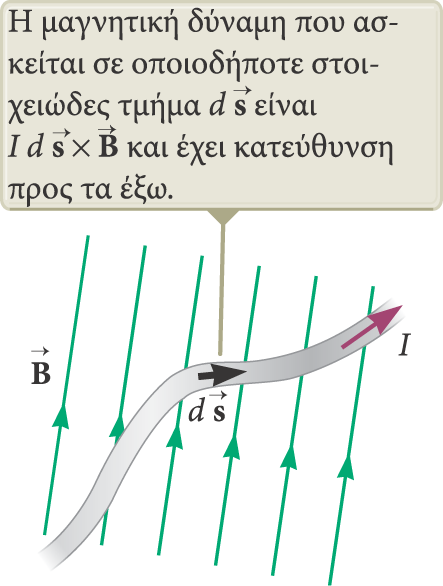 Η μαγνητική δύναμη που ασ-
κείται σε οποιοδήποτε στοι-
χειώδες τμήμα d s⃗ είναι
I d s⃗ × B⃗ και έχει κατεύθυνση
προς τα έξω.
B⃗
I
d s⃗